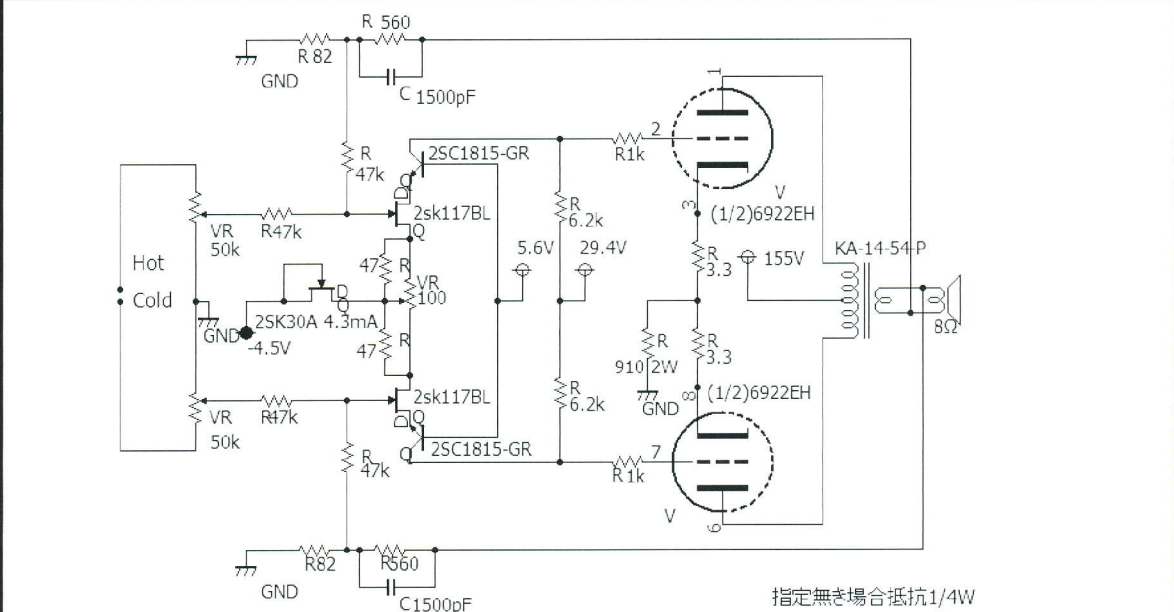 R 560
R 82
GND
C 1500pF
1
2SC1815-GR
2
R1k
R
47k
Q
D
2sk117BL
R
6.2k
V
3
(1/2)6922EH
VR
50k
R47k
Q
5.6V
29.4V
KA-14-54-P
Hot
47 R
VR
100
R
3.3
155V
Cold
D
Q
2SK30A 4.3mA
GND
-4.5V
47 R
R
910 2W
R
3.3
8Ω
GND
8
(1/2)6922EH
2sk117BL
R
6.2k
VR
50k
R47k
D
Q
2SC1815-GR
Q
7
R
47k
R1k
V
6
R82
R560
GND
C1500pF
指定無き場合抵抗1/4W